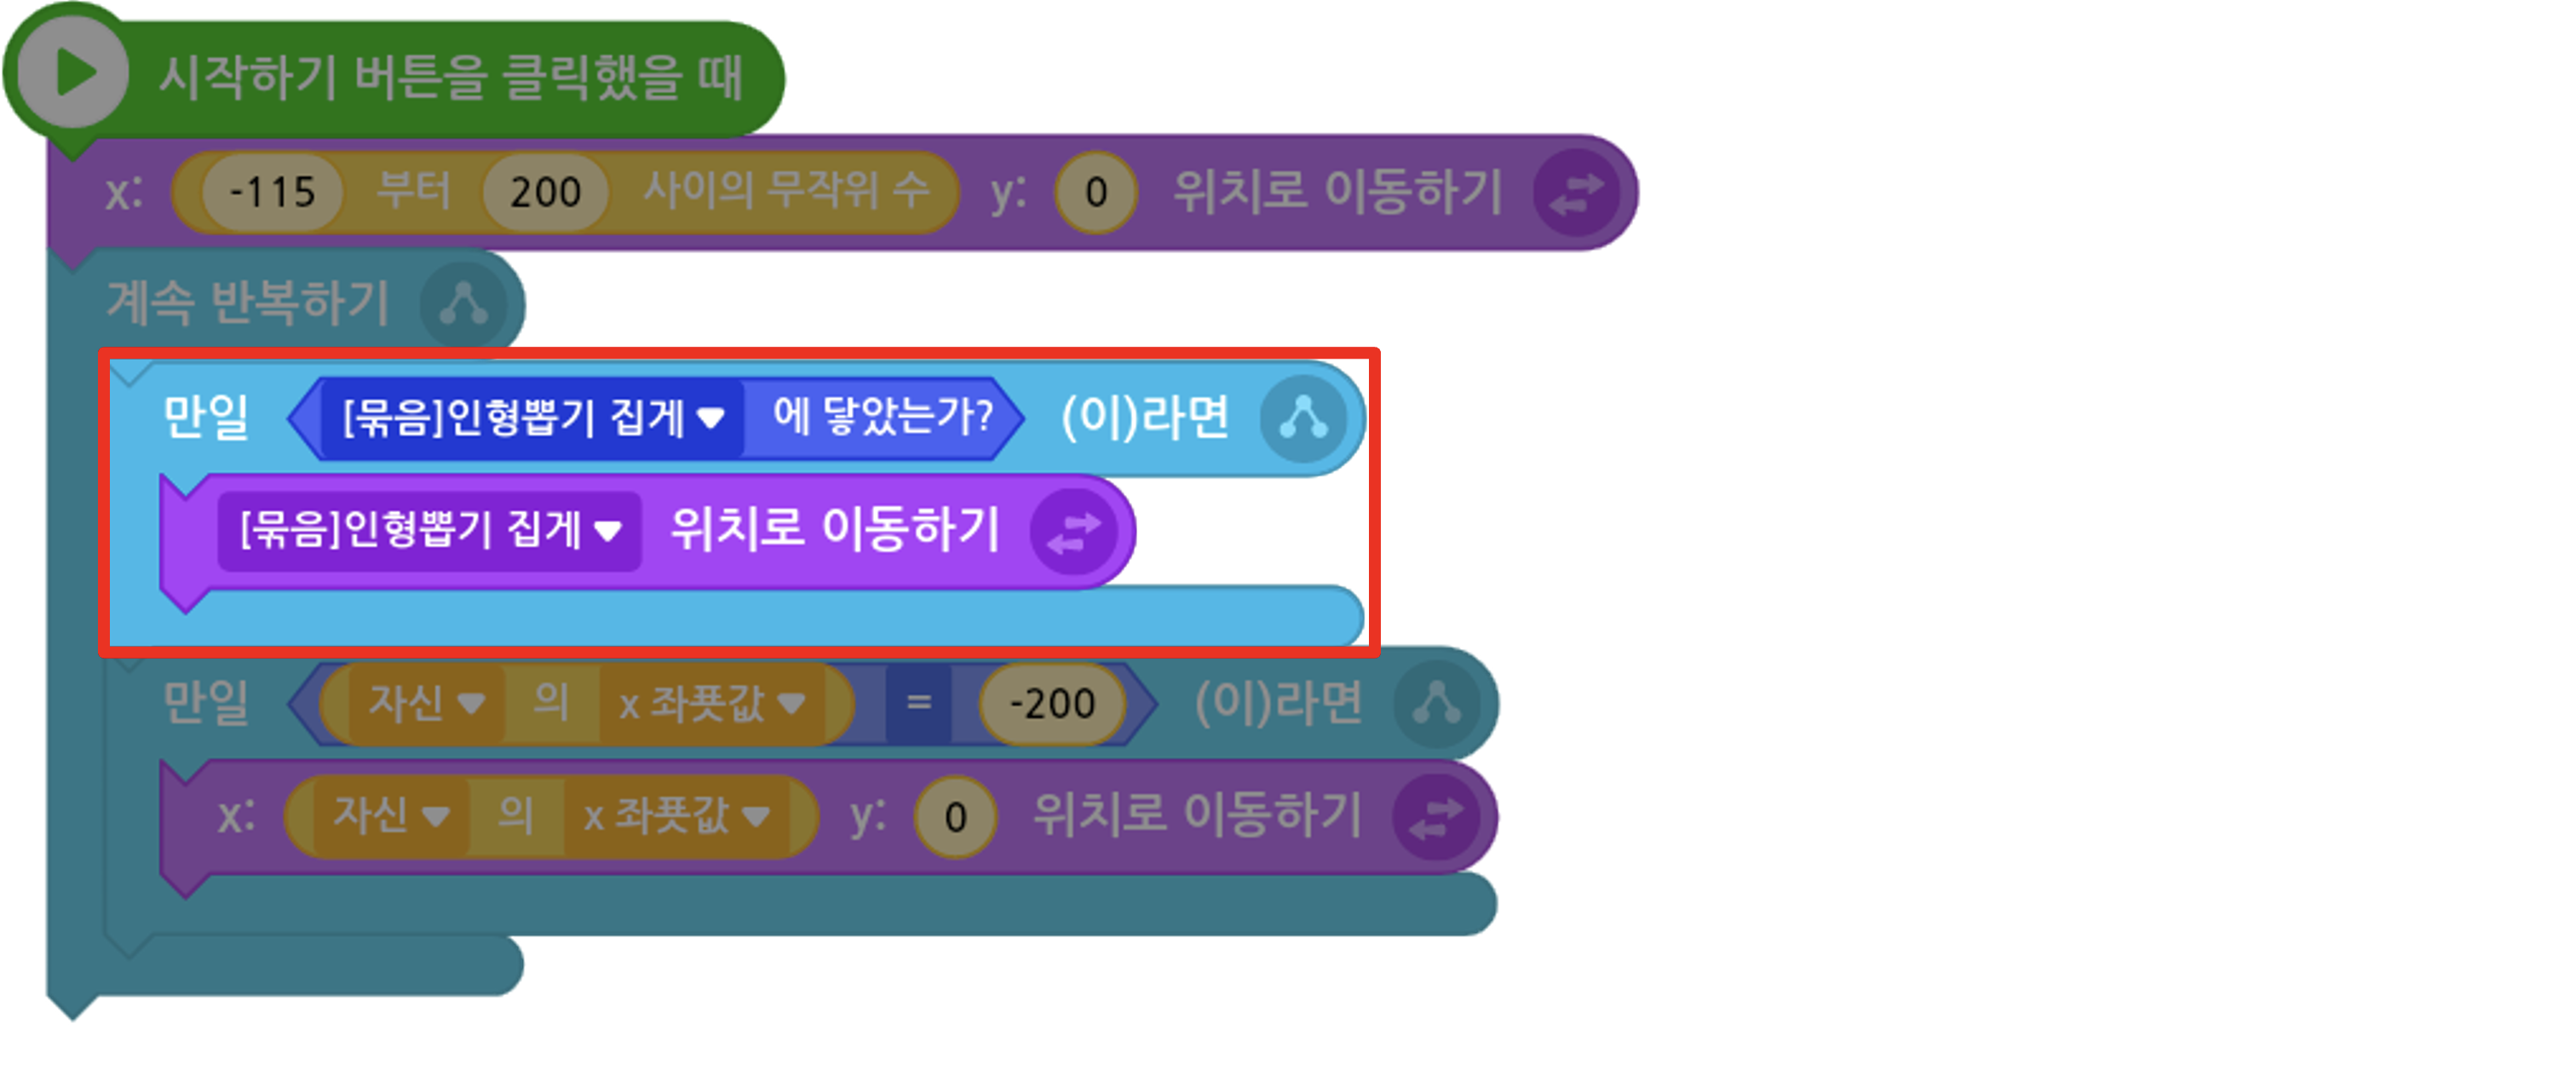 시작하기 버튼을 클릭했을 때
x: -115 부터 200 사이의 무작위 수 y: 0 위치로 이동하기
계속 반복하기
만일 [묶음]인형뽑기 집게 에 닿았는가? (이)라면
[묶음]인형뽑기 집게 위치로 이동하기
만일 자신 의 x 좌푯값 = -200 (이)라면
x: 자신 의 x 좌푯값 y: 0 위치로 이동하기